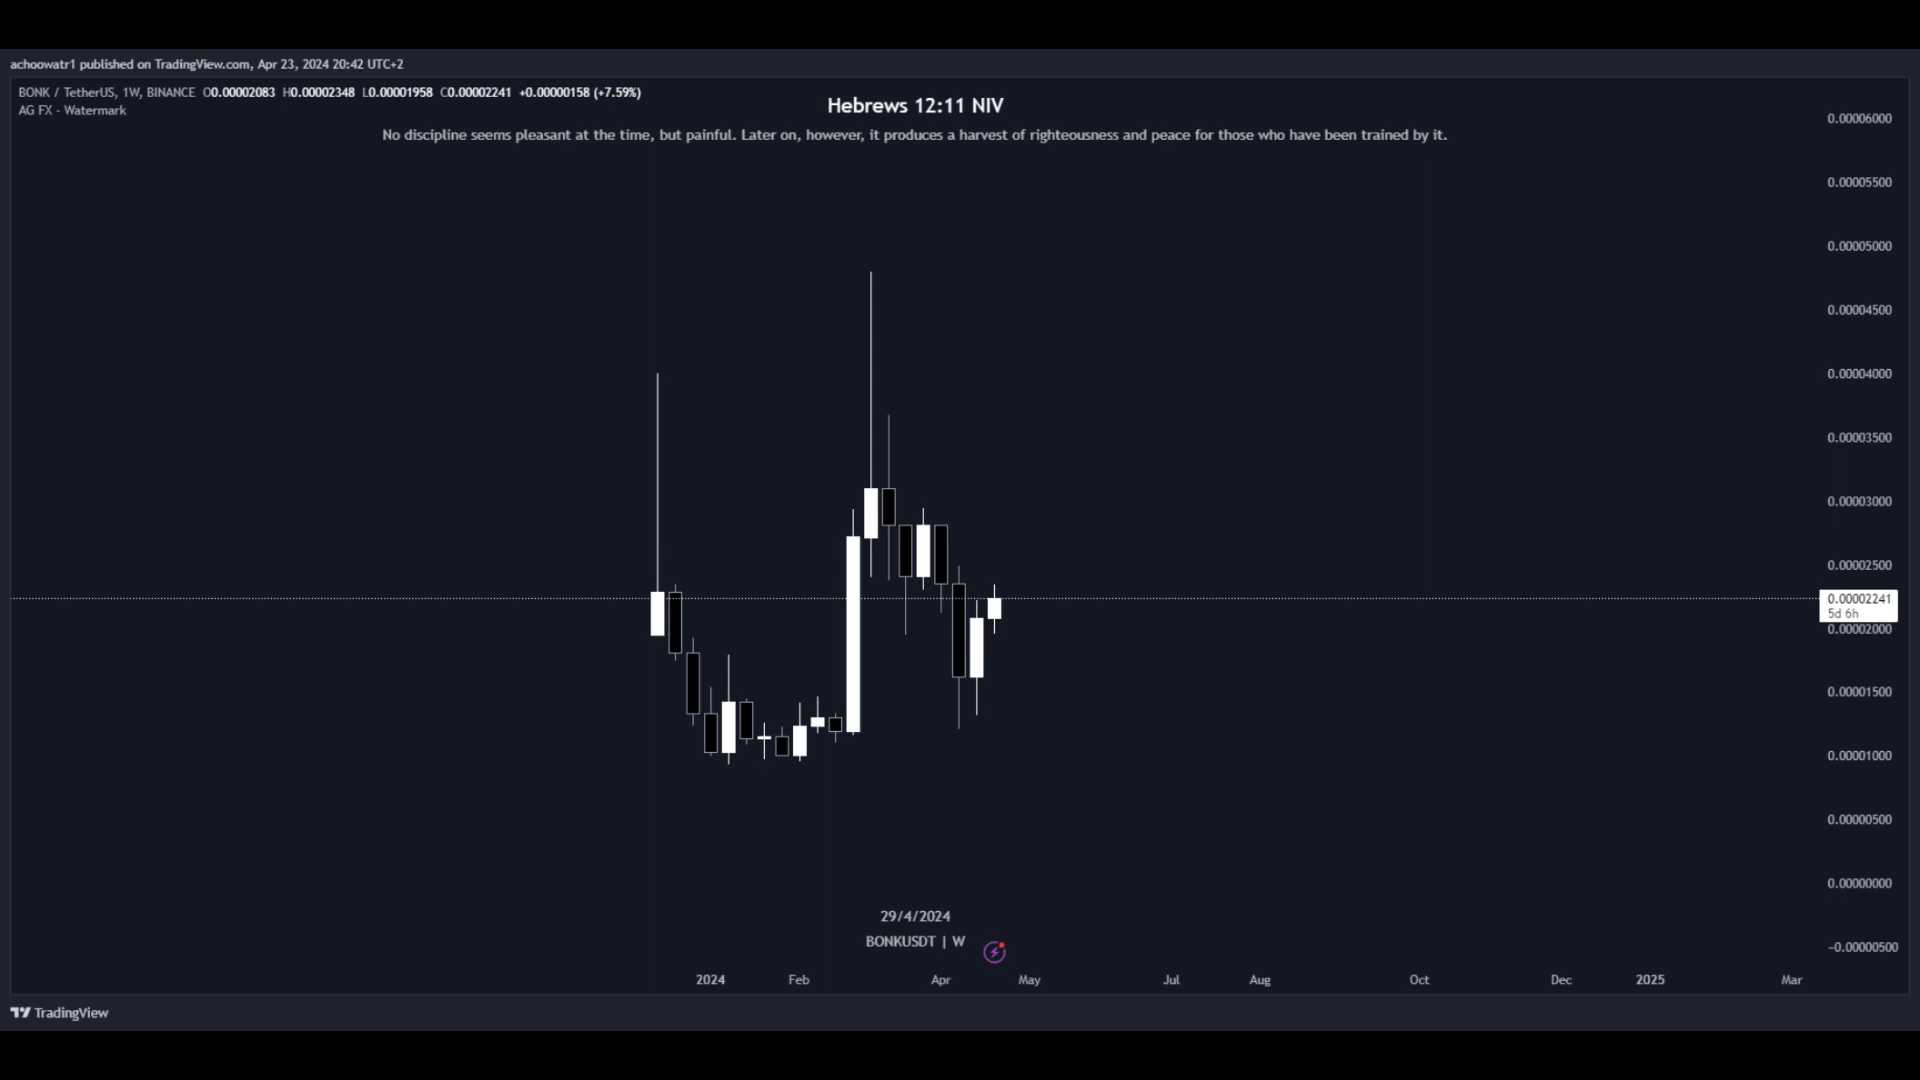 achoowatr1 published on TradingView.com, Apr 23, 2024 20:42 UTC+2
BONK / TetherUS, 1W, BINANCE O0.00002083 H0.00002348 L0.00001958 C0.00002241 +0.00000158 (+7.59%)
AG FX - Watermark
Hebrews 12:11 NIV
No discipline seems pleasant at the time, but painful. Later on, however, it produces a harvest of righteousness and peace for those who have been trained by it.
0.00006000
0.00005500
0.00005000
0.00004500
0.00004000
0.00003500
0.00003000
0.00002500
0.00002241
5d 6h
0.00002000
0.00001500
0.00001000
0.00000500
0.00000000
-0.00000500
29/4/2024
BONKUSDT | W
2024 Feb Apr May Jul Aug Oct Dec 2025 Mar
TradingView